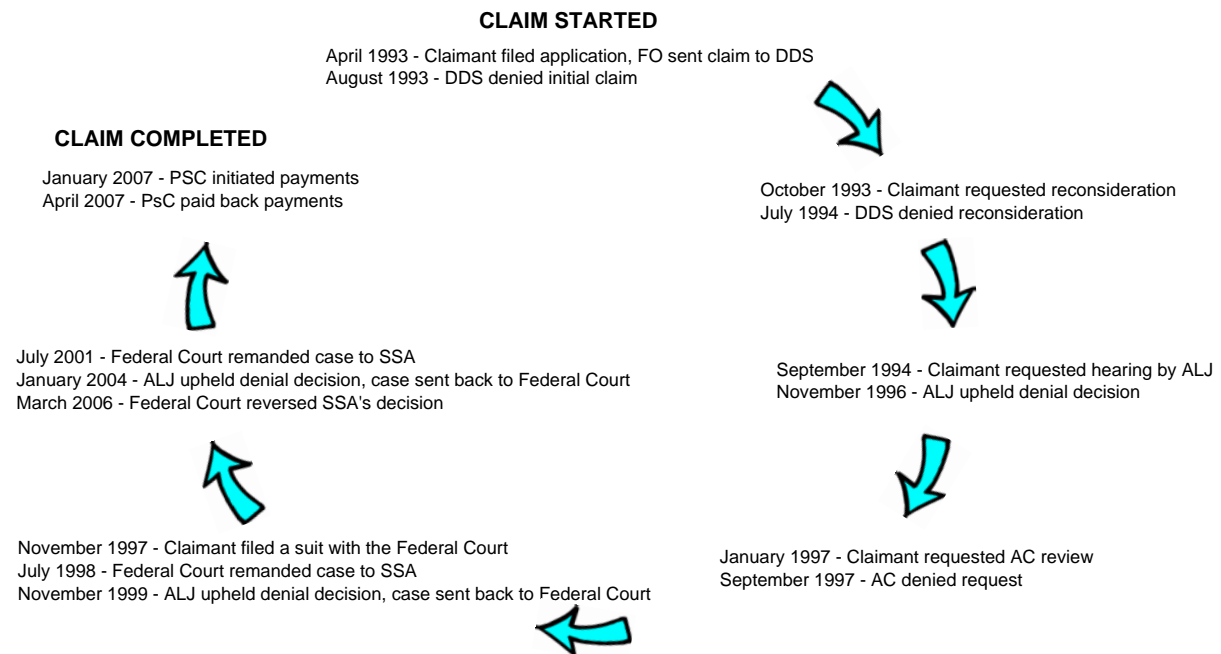 CLAIM STARTED
April 1993 - Claimant filed application, FO sent claim to DDS
August 1993 - DDS denied initial claim
October 1993 - Claimant requested reconsideration
July 1994 - DDS denied reconsideration
September 1994 - Claimant requested hearing by ALJ
November 1996 - ALJ upheld denial decision
January 1997 - Claimant requested AC review
September 1997 - AC denied request
November 1997 - Claimant filed a suit with the Federal Court
July 1998 - Federal Court remanded case to SSA
November 1999 - ALJ upheld denial decision, case sent back to Federal Court
July 2001 - Federal Court remanded case to SSA
January 2004 - ALJ upheld denial decision, case sent back to Federal Court
March 2006 - Federal Court reversed SSA's decision
CLAIM COMPLETED
January 2007 - PSC initiated payments
April 2007 - PsC paid back payments